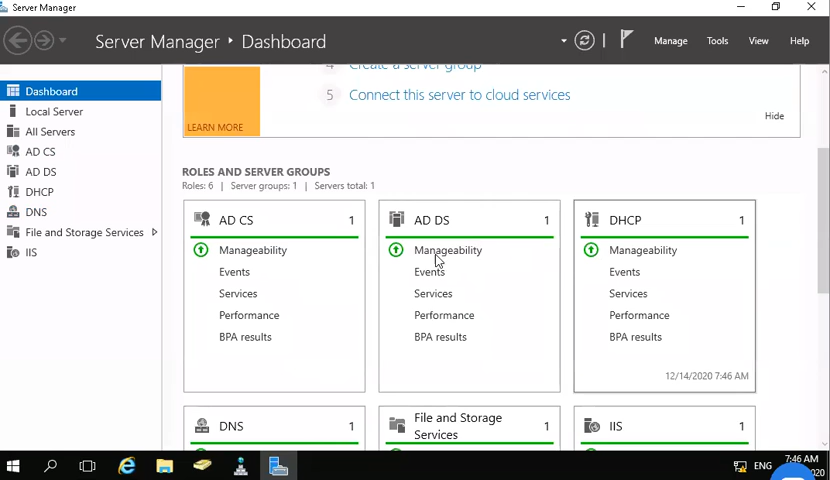 Server Manager
Server Manager ‣ Dashboard
Manage
Tools
View
Help
Dashboard
Local Server
All Servers
AD CS
AD DS
DHCP
DNS
File and Storage Services
IIS
4 Create a server group
5 Connect this server to cloud services
LEARN MORE
Hide
ROLES AND SERVER GROUPS
Roles: 6 | Server groups: 1 | Servers total: 1
AD CS 1
Manageability
Events
Services
Performance
BPA results
AD DS 1
Manageability
Events
Services
Performance
BPA results
DHCP 1
Manageability
Events
Services
Performance
BPA results
12/14/2020 7:46 AM
DNS 1
File and Storage Services 1
IIS 1
ENG
7:46 AM